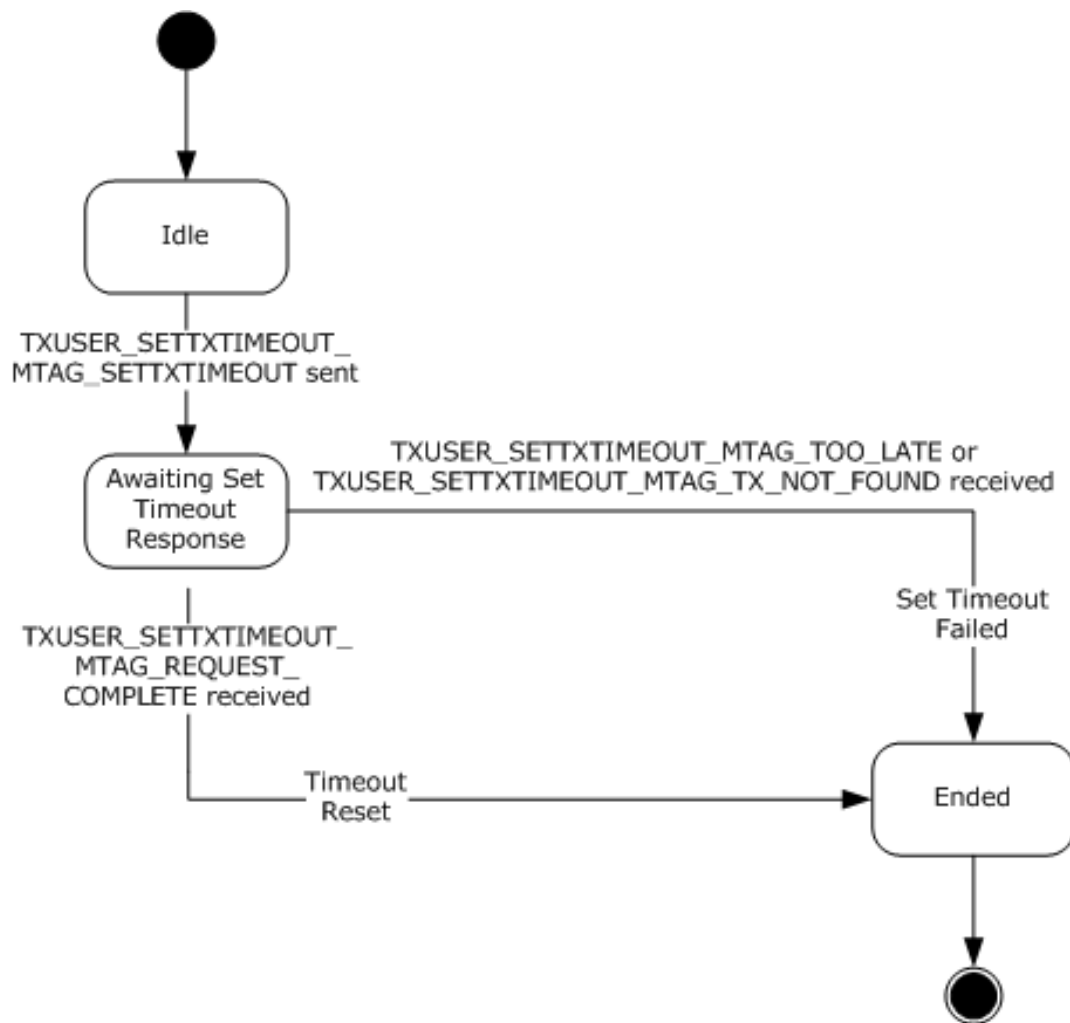 Idle
TXUSER_SETTXTIMEOUT_
MTAG_SETTXTIMEOUT sent
Awaiting Set
Timeout
Response
TXUSER_SETTXTIMEOUT_MTAG_TOO_LATE or
TXUSER_SETTXTIMEOUT_MTAG_TX_NOT_FOUND received
Set Timeout
Failed
TXUSER_SETTXTIMEOUT_
MTAG_REQUEST_
COMPLETE received
Timeout
Reset
Ended